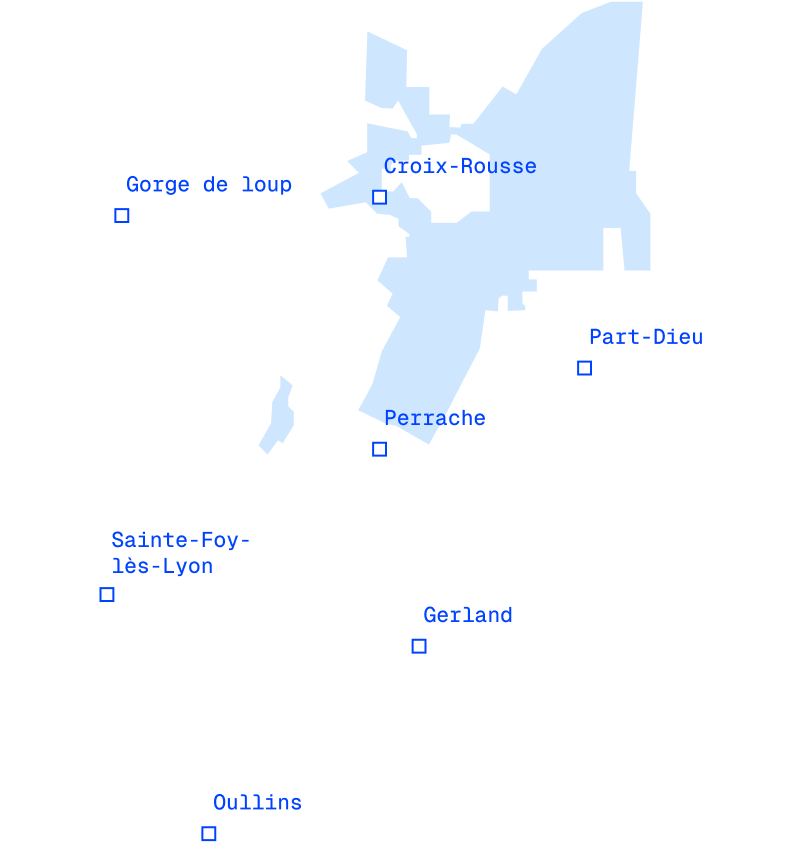 Croix-Rousse
Gorge de loup
Part-Dieu
Perrache
Sainte-Foy-
lès-Lyon
Gerland
Oullins